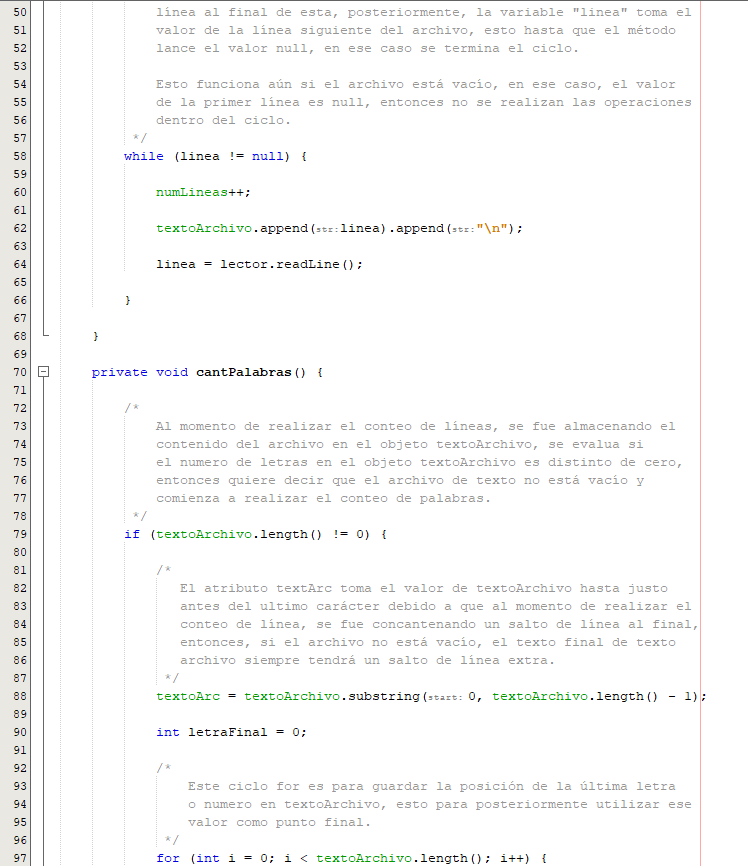 50 línea al final de esta, posteriormente, la variable "linea" toma el
51 valor de la línea siguiente del archivo, esto hasta que el método
52 lance el valor null, en ese caso se termina el ciclo.
53
54 Esto funciona aún si el archivo está vacío, en ese caso, el valor
55 de la primer línea es null, entonces no se realizan las operaciones
56 dentro del ciclo.
57 */
58 while (linea != null) {
59
60 numLineas++;
61
62 textoArchivo.append(str:linea).append(str:"\n");
63
64 linea = lector.readLine();
65
66 }
67
68 }
69
70 private void cantPalabras() {
71
72 /*
73 Al momento de realizar el conteo de líneas, se fue almacenando el
74 contenido del archivo en el objeto textoArchivo, se evalua si
75 el numero de letras en el objeto textoArchivo es distinto de cero,
76 entonces quiere decir que el archivo de texto no está vacío y
77 comienza a realizar el conteo de palabras.
78 */
79 if (textoArchivo.length() != 0) {
80
81 /*
82 El atributo textArc toma el valor de textoArchivo hasta justo
83 antes del ultimo carácter debido a que al momento de realizar el
84 conteo de línea, se fue concantenando un salto de línea al final,
85 entonces, si el archivo no está vacío, el texto final de texto
86 archivo siempre tendrá un salto de línea extra.
87 */
88 textoArc = textoArchivo.substring(start: 0, textoArchivo.length() - 1);
89
90 int letraFinal = 0;
91
92 /*
93 Este ciclo for es para guardar la posición de la última letra
94 o numero en textoArchivo, esto para posteriormente utilizar ese
95 valor como punto final.
96 */
97 for (int i = 0; i < textoArchivo.length(); i++) {